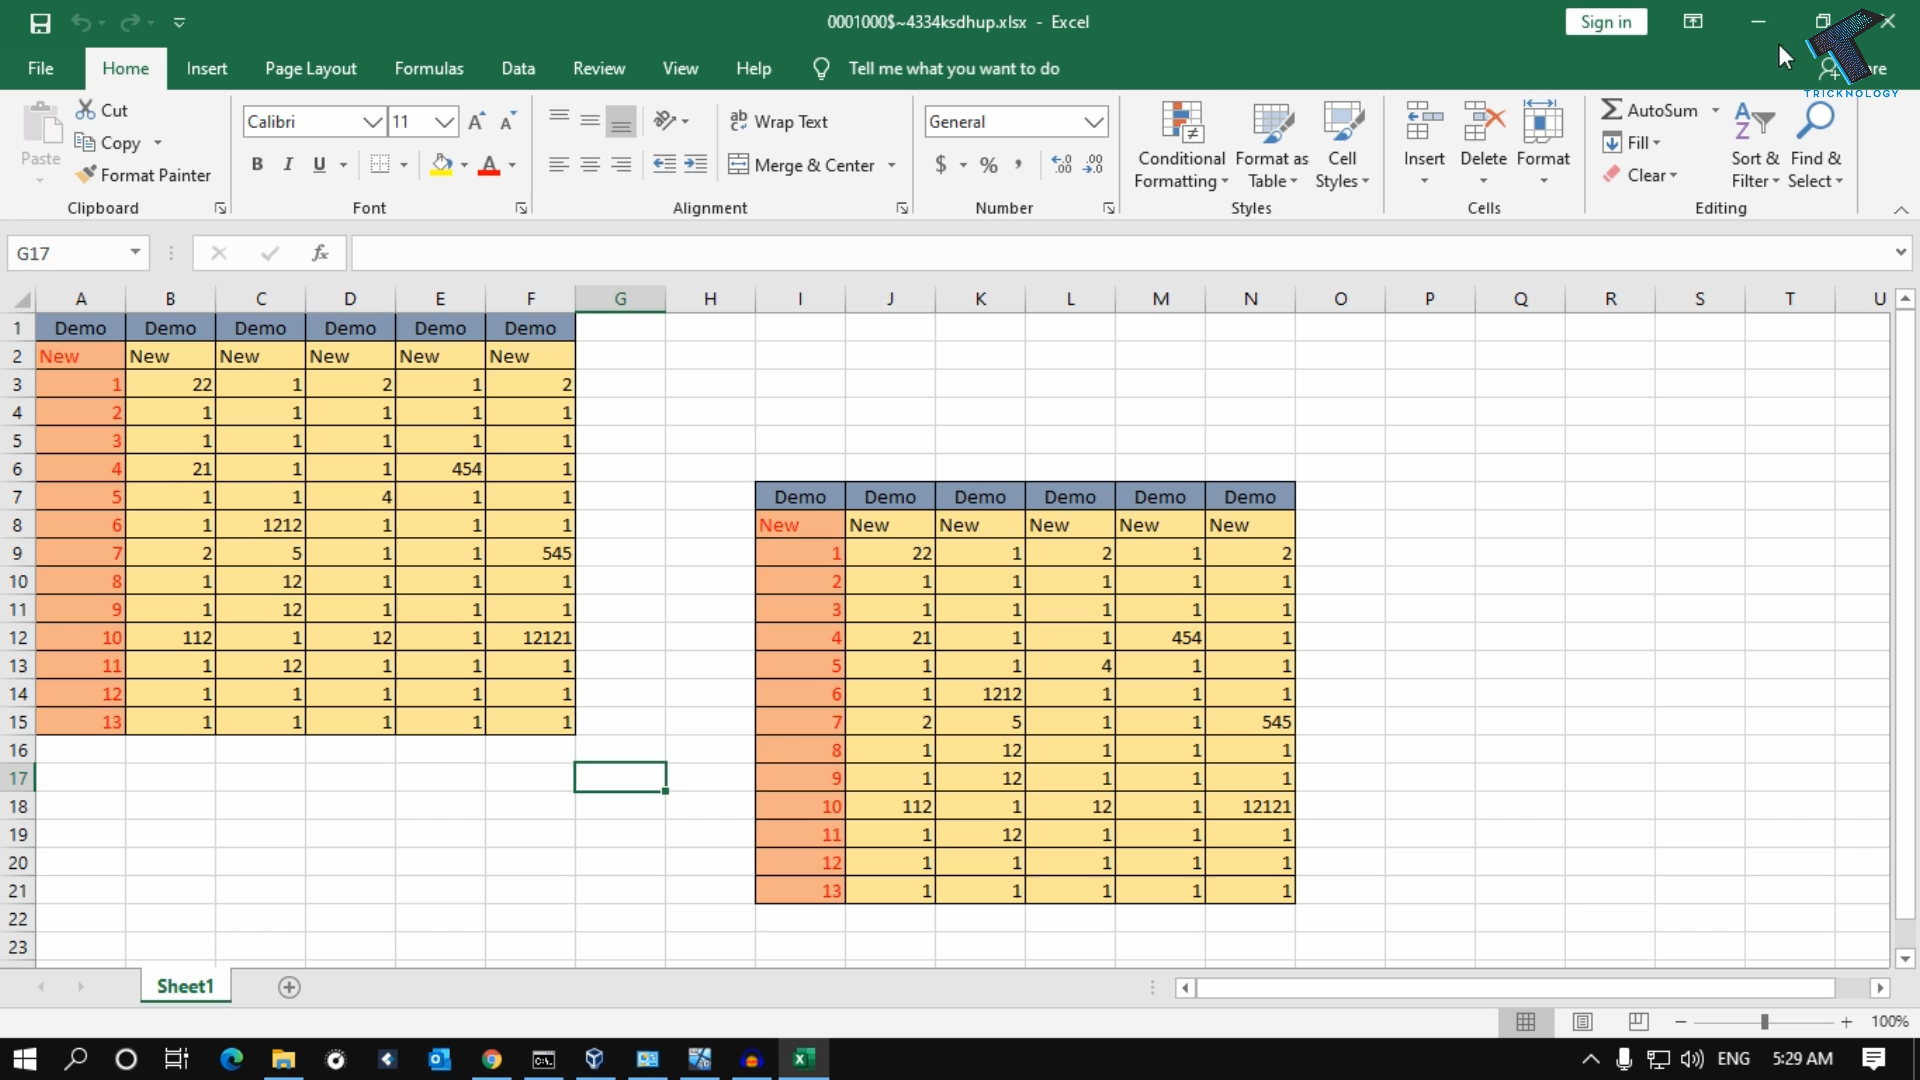 0001000$~4334ksdhup.xlsx - Excel
Sign in
File Home Insert Page Layout Formulas Data Review View Help Tell me what you want to do
TRICKNOLOGY
Paste
Cut
Copy
Format Painter
Clipboard
Calibri 11
B I U
Font
Wrap Text
Merge & Center
Alignment
General
$ % ,
Number
Conditional Formatting
Format as Table
Cell Styles
Styles
Insert Delete Format
Cells
AutoSum
Fill
Clear
Sort & Filter
Find & Select
Editing
G17 fx
A B C D E F G H I J K L M N O P Q R S T U
1 Demo Demo Demo Demo Demo Demo
2 New New New New New New
3 1 22 1 2 1 2
4 2 1 1 1 1 1
5 3 1 1 1 1 1
6 4 21 1 1 454 1
7 5 1 1 4 1 1 Demo Demo Demo Demo Demo Demo
8 6 1 1212 1 1 1 New New New New New New
9 7 2 5 1 1 545 1 22 1 2 1 2
10 8 1 12 1 1 1 2 1 1 1 1 1
11 9 1 12 1 1 1 3 1 1 1 1 1
12 10 112 1 12 1 12121 4 21 1 1 454 1
13 11 1 12 1 1 1 5 1 1 4 1 1
14 12 1 1 1 1 1 6 1 1212 1 1 1
15 13 1 1 1 1 1 7 2 5 1 1 545
16 8 1 12 1 1 1
17 9 1 12 1 1 1
18 10 112 1 12 1 12121
19 11 1 12 1 1 1
20 12 1 1 1 1 1
21 13 1 1 1 1 1
22
23
Sheet1
100%
ENG 5:29 AM